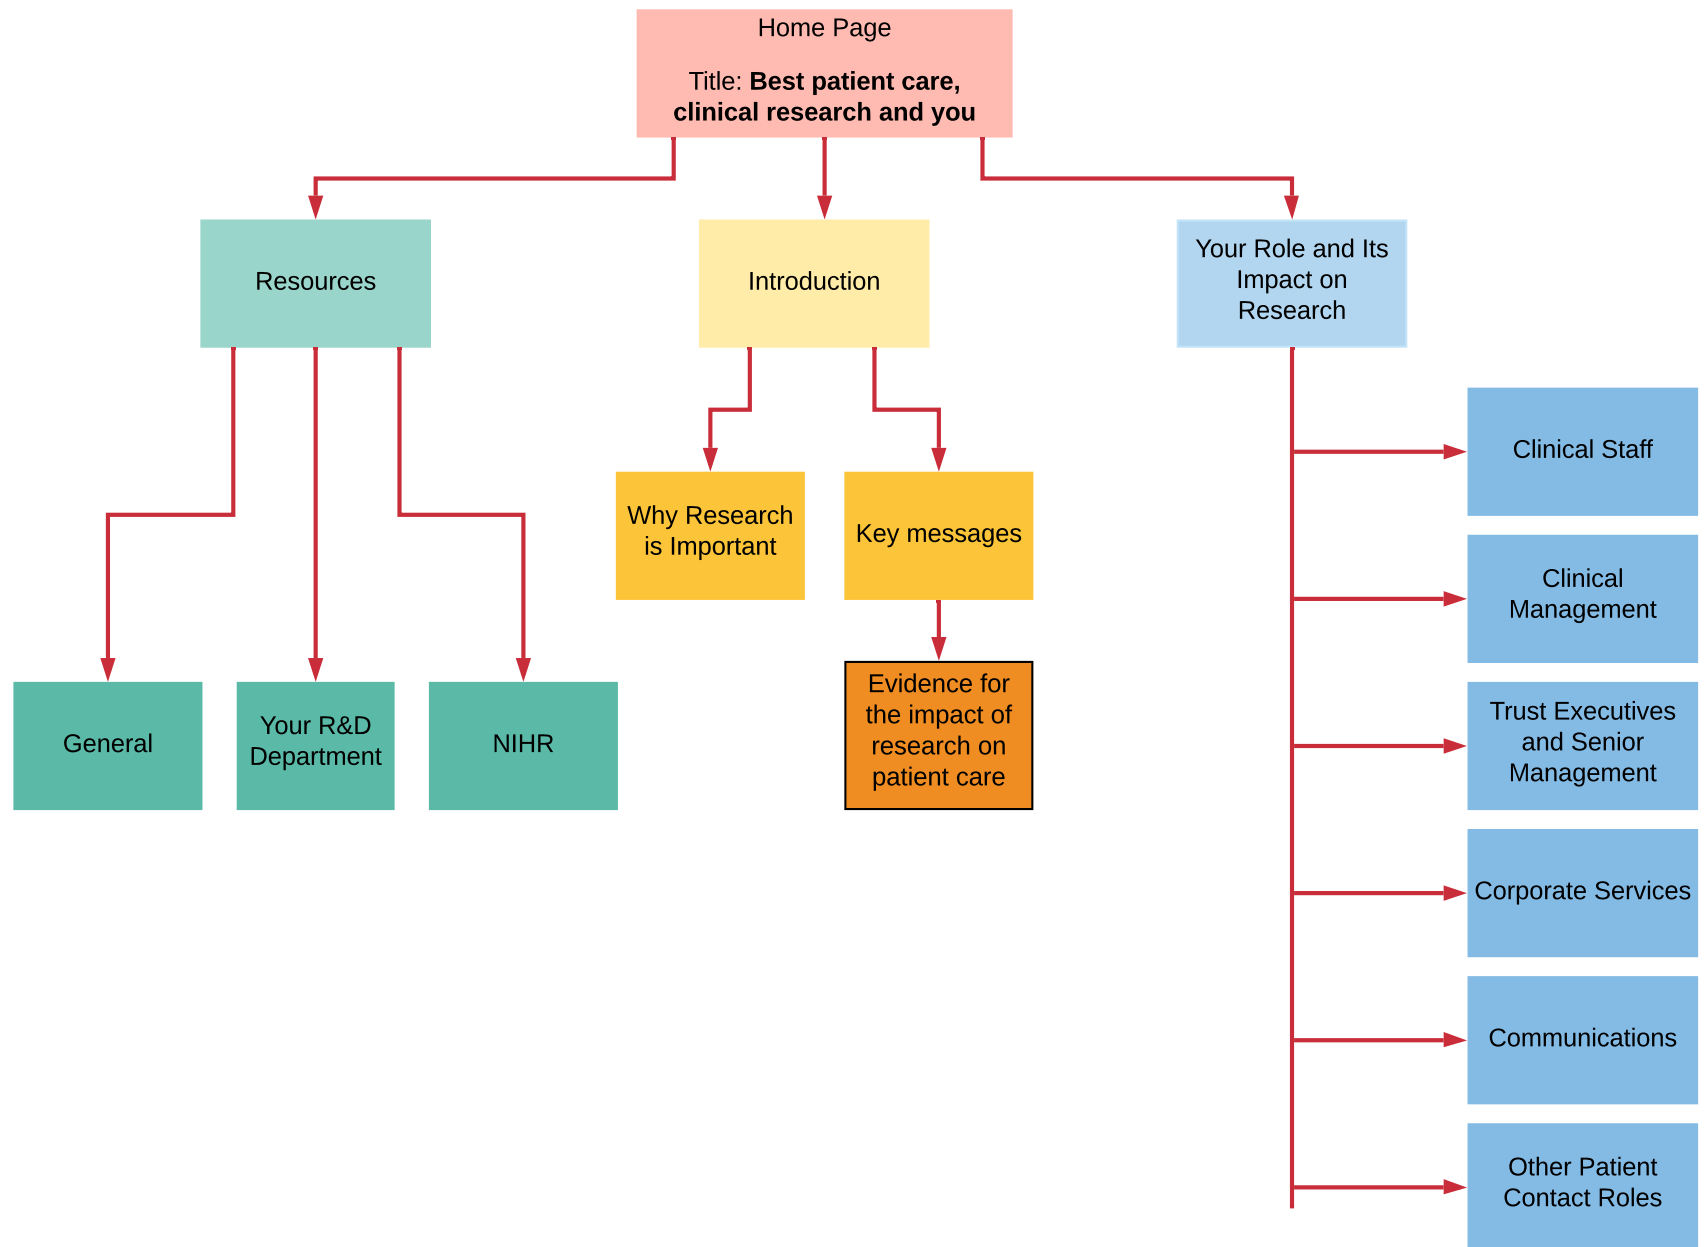 Home Page
Title: Best patient care,
clinical research and you
Resources
Introduction
Your Role and Its
Impact on
Research
Clinical Staff
Why Research
is Important
Key messages
Clinical
Management
General
Your R&D
Department
NIHR
Evidence for
the impact of
research on
patient care
Trust Executives
and Senior
Management
Corporate Services
Communications
Other Patient
Contact Roles